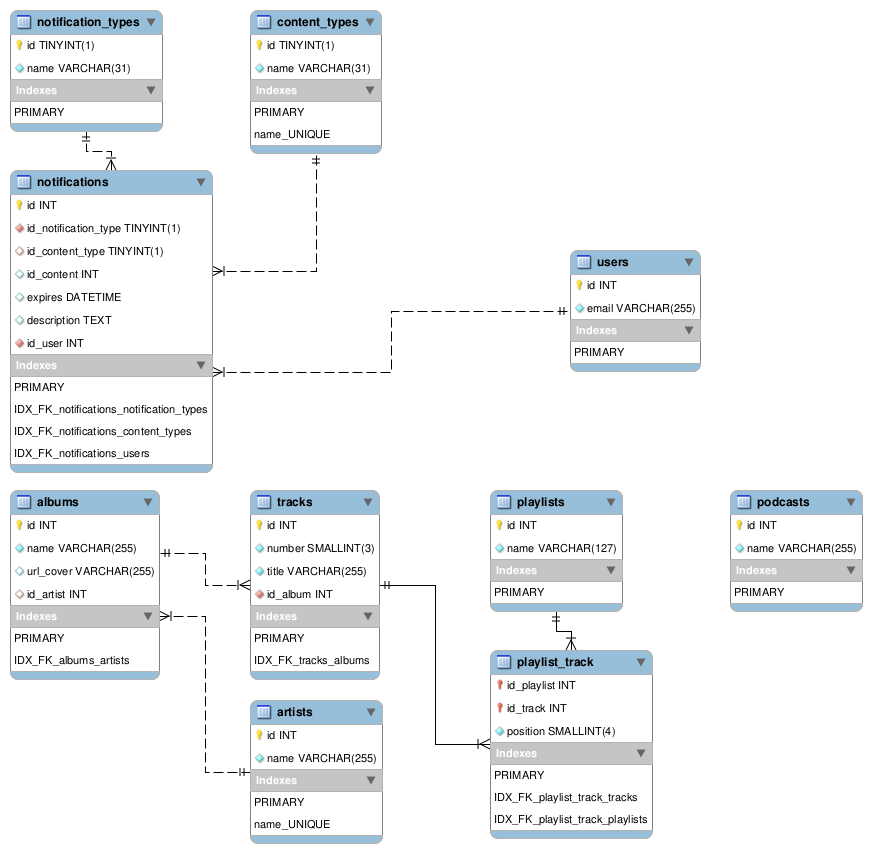 notification_types
id TINYINT(1)
name VARCHAR(31)
Indexes
PRIMARY
content_types
id TINYINT(1)
name VARCHAR(31)
Indexes
PRIMARY
name_UNIQUE
notifications
id INT
id_notification_type TINYINT(1)
id_content_type TINYINT(1)
id_content INT
expires DATETIME
description TEXT
id_user INT
Indexes
PRIMARY
IDX_FK_notifications_notification_types
IDX_FK_notifications_content_types
IDX_FK_notifications_users
users
id INT
email VARCHAR(255)
Indexes
PRIMARY
albums
id INT
name VARCHAR(255)
url_cover VARCHAR(255)
id_artist INT
Indexes
PRIMARY
IDX_FK_albums_artists
tracks
id INT
number SMALLINT(3)
title VARCHAR(255)
id_album INT
Indexes
PRIMARY
IDX_FK_tracks_albums
playlists
id INT
name VARCHAR(127)
Indexes
PRIMARY
podcasts
id INT
name VARCHAR(255)
Indexes
PRIMARY
artists
id INT
name VARCHAR(255)
Indexes
PRIMARY
name_UNIQUE
playlist_track
id_playlist INT
id_track INT
position SMALLINT(4)
Indexes
PRIMARY
IDX_FK_playlist_track_tracks
IDX_FK_playlist_track_playlists